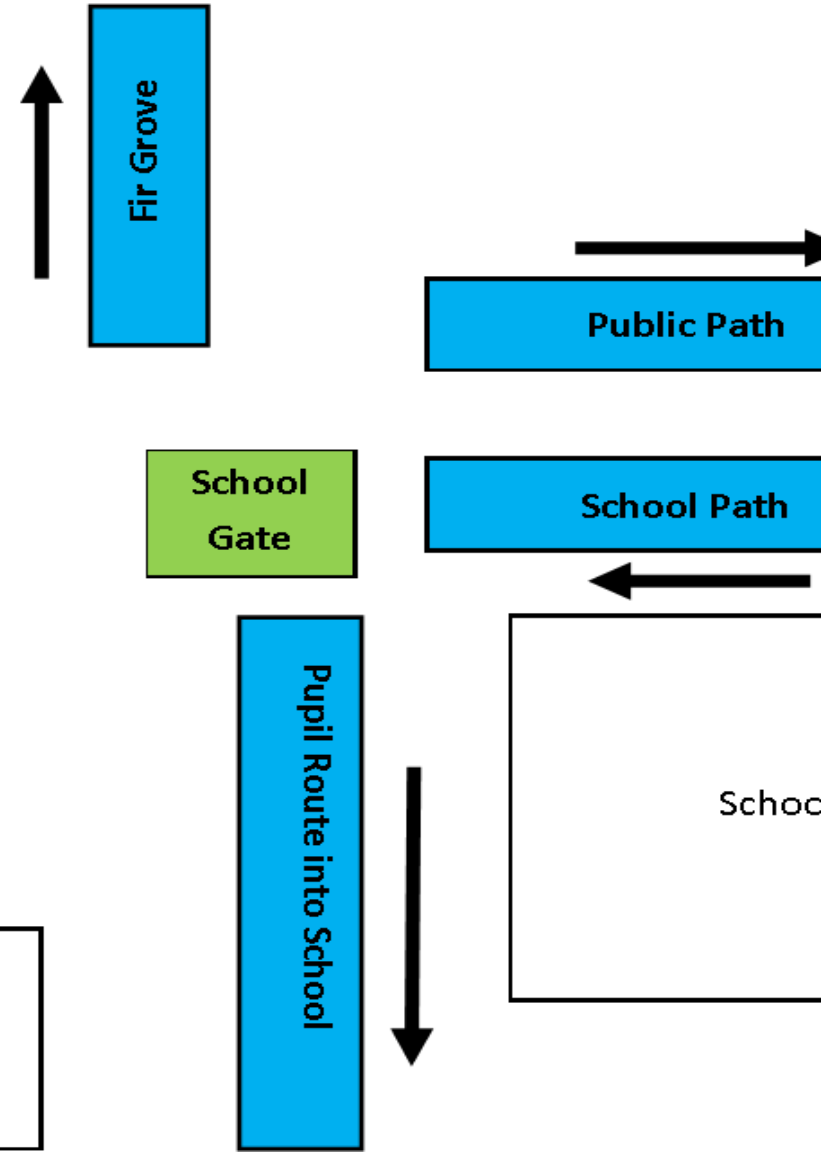 Fir Grove
Public Path
School
Gate
School Path
Pupil Route into School